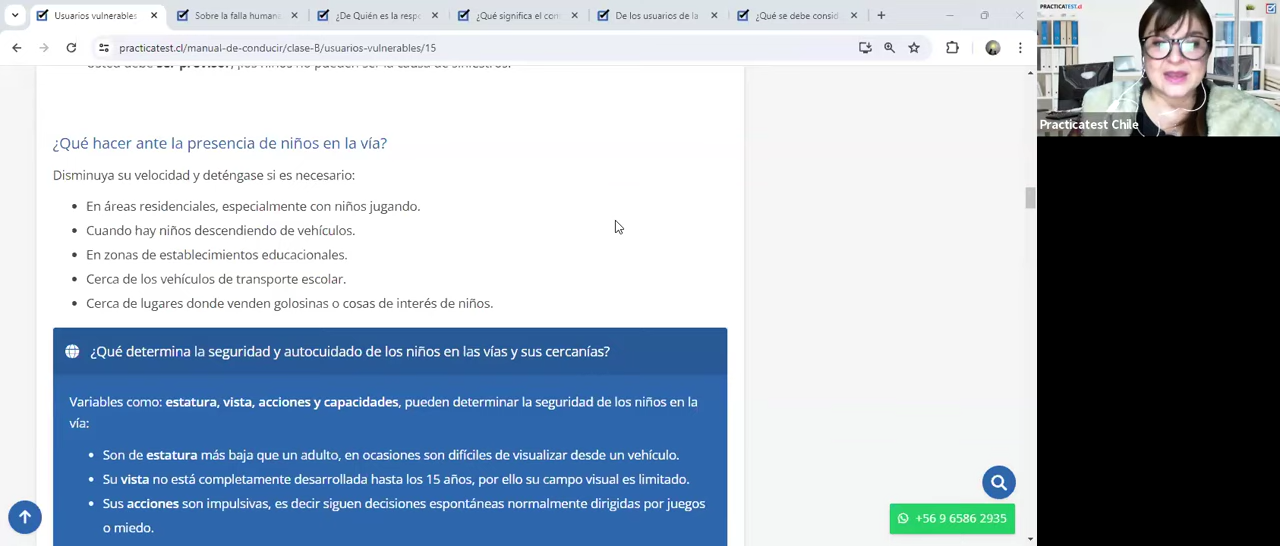 Usuarios vulnerables
Sobre la falla humana
¿De Quién es la resp
¿Qué significa el con
De los usuarios de la
¿Qué se debe consid
practicatest.cl/manual-de-conducir/clase-B/usuarios-vulnerables/15
PRACTICATEST.cl
Practicatest Chile
Usted debe ser previsor, ¡los niños no pueden ser la causa de siniestros!
¿Qué hacer ante la presencia de niños en la vía?
Disminuya su velocidad y deténgase si es necesario:
En áreas residenciales, especialmente con niños jugando.
Cuando hay niños descendiendo de vehículos.
En zonas de establecimientos educacionales.
Cerca de los vehículos de transporte escolar.
Cerca de lugares donde venden golosinas o cosas de interés de niños.
¿Qué determina la seguridad y autocuidado de los niños en las vías y sus cercanías?
Variables como: estatura, vista, acciones y capacidades, pueden determinar la seguridad de los niños en la
vía:
Son de estatura más baja que un adulto, en ocasiones son difíciles de visualizar desde un vehículo.
Su vista no está completamente desarrollada hasta los 15 años, por ello su campo visual es limitado.
Sus acciones son impulsivas, es decir siguen decisiones espontáneas normalmente dirigidas por juegos
o miedo.
+56 9 6586 2935